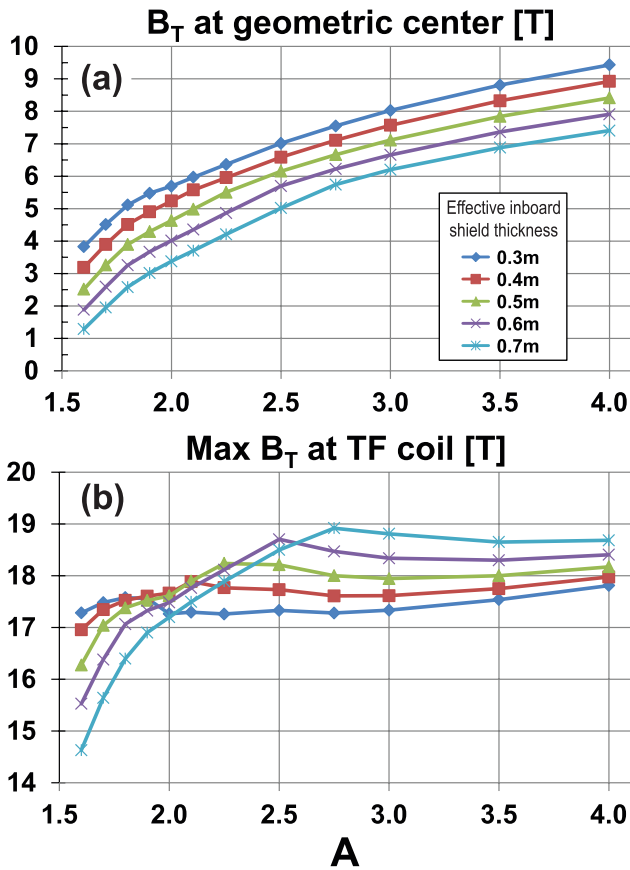 B_T at geometric center [T]
(a)
10
9
8
7
6
5
4
3
2
1
0
Effective inboard
shield thickness
0.3m
0.4m
0.5m
0.6m
0.7m
1.5 2.0 2.5 3.0 3.5 4.0
Max B_T at TF coil [T]
(b)
20
19
18
17
16
15
14
1.5 2.0 2.5 3.0 3.5 4.0
A